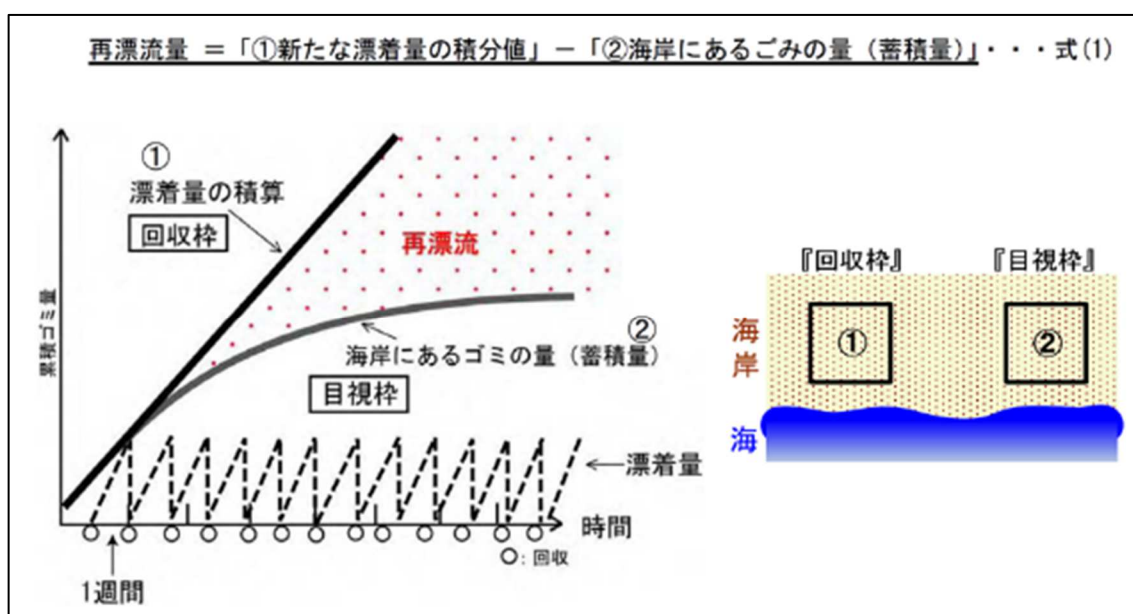 再漂流量 ＝「①新たな漂着量の積分値」－「②海岸にあるごみの量（蓄積量）」・・・式(1)
①
漂着量の積算
回収枠
再漂流
②
海岸にあるゴミの量（蓄積量）
目視枠
累積ゴミ量
漂着量
時間
○：回収
1週間
『回収枠』 『目視枠』
海岸
① ②
海